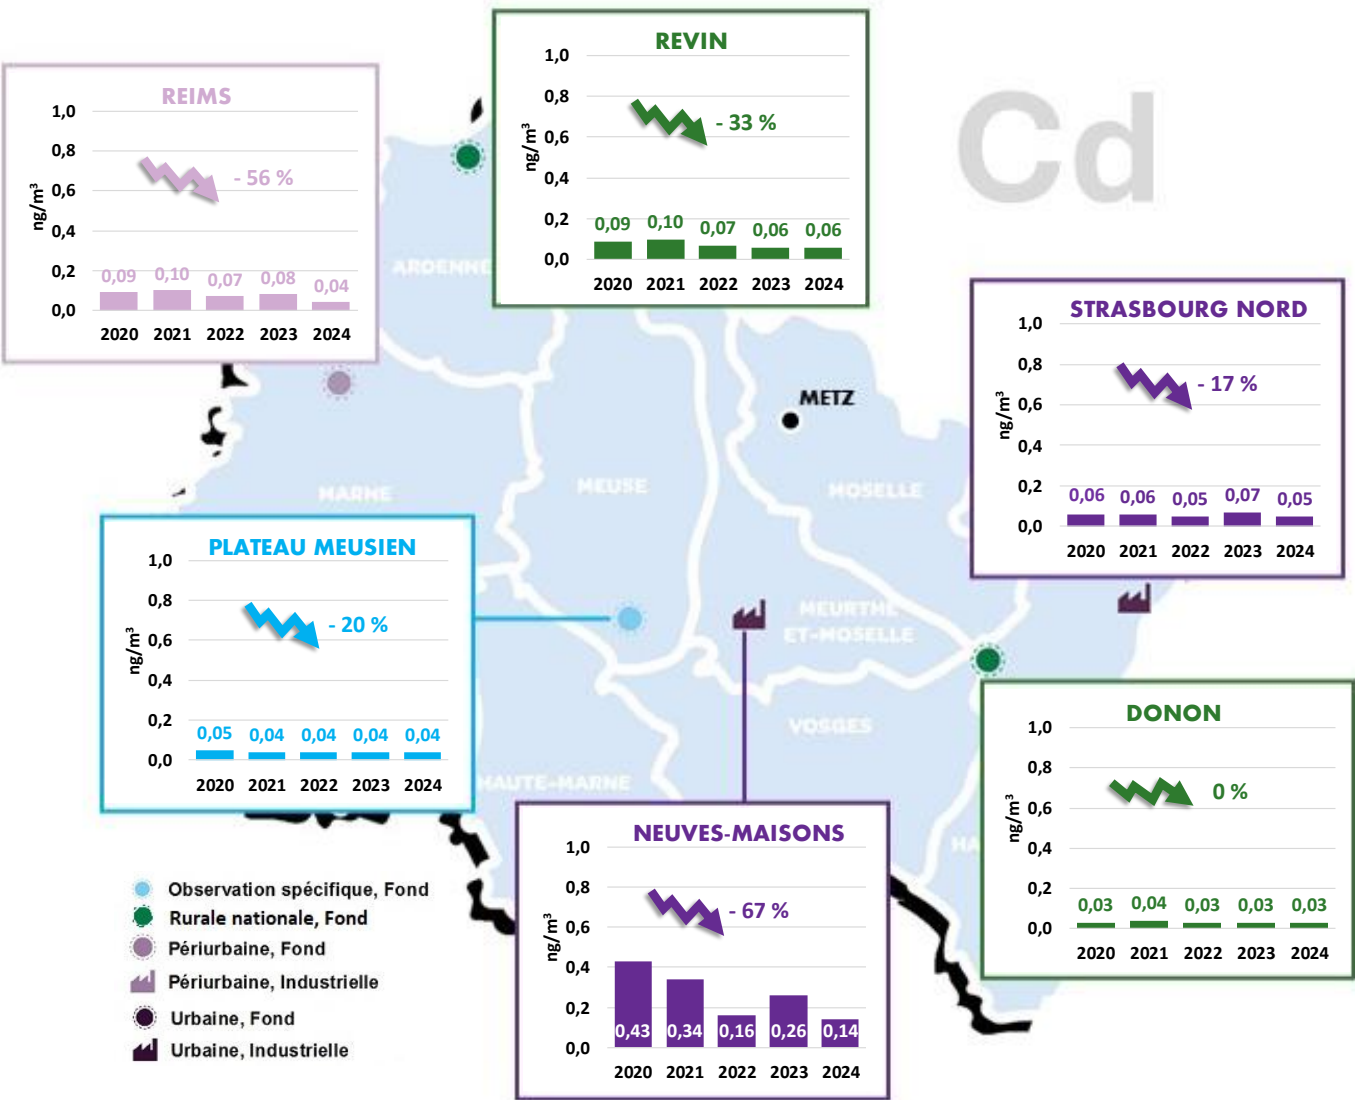 Cd
REIMS
1,0
0,8
0,6
0,4
0,2
0,0
ng/m³
- 56 %
0,09 0,10 0,07 0,08 0,04
2020 2021 2022 2023 2024
REVIN
1,0
0,8
0,6
0,4
0,2
0,0
ng/m³
- 33 %
0,09 0,10 0,07 0,06 0,06
2020 2021 2022 2023 2024
STRASBOURG NORD
1,0
0,8
0,6
0,4
0,2
0,0
ng/m³
- 17 %
0,06 0,06 0,05 0,07 0,05
2020 2021 2022 2023 2024
METZ
MARNE
MEUSE
MOSELLE
MEURTHE
ET-MOSELLE
VOSGES
HAUTE-MARNE
PLATEAU MEUSIEN
1,0
0,8
0,6
0,4
0,2
0,0
ng/m³
- 20 %
0,05 0,04 0,04 0,04 0,04
2020 2021 2022 2023 2024
DONON
1,0
0,8
0,6
0,4
0,2
0,0
ng/m³
0 %
0,03 0,04 0,03 0,03 0,03
2020 2021 2022 2023 2024
NEUVES-MAISONS
1,0
0,8
0,6
0,4
0,2
0,0
ng/m³
- 67 %
0,43 0,34 0,16 0,26 0,14
2020 2021 2022 2023 2024
Observation spécifique, Fond
Rurale nationale, Fond
Périurbaine, Fond
Périurbaine, Industrielle
Urbaine, Fond
Urbaine, Industrielle